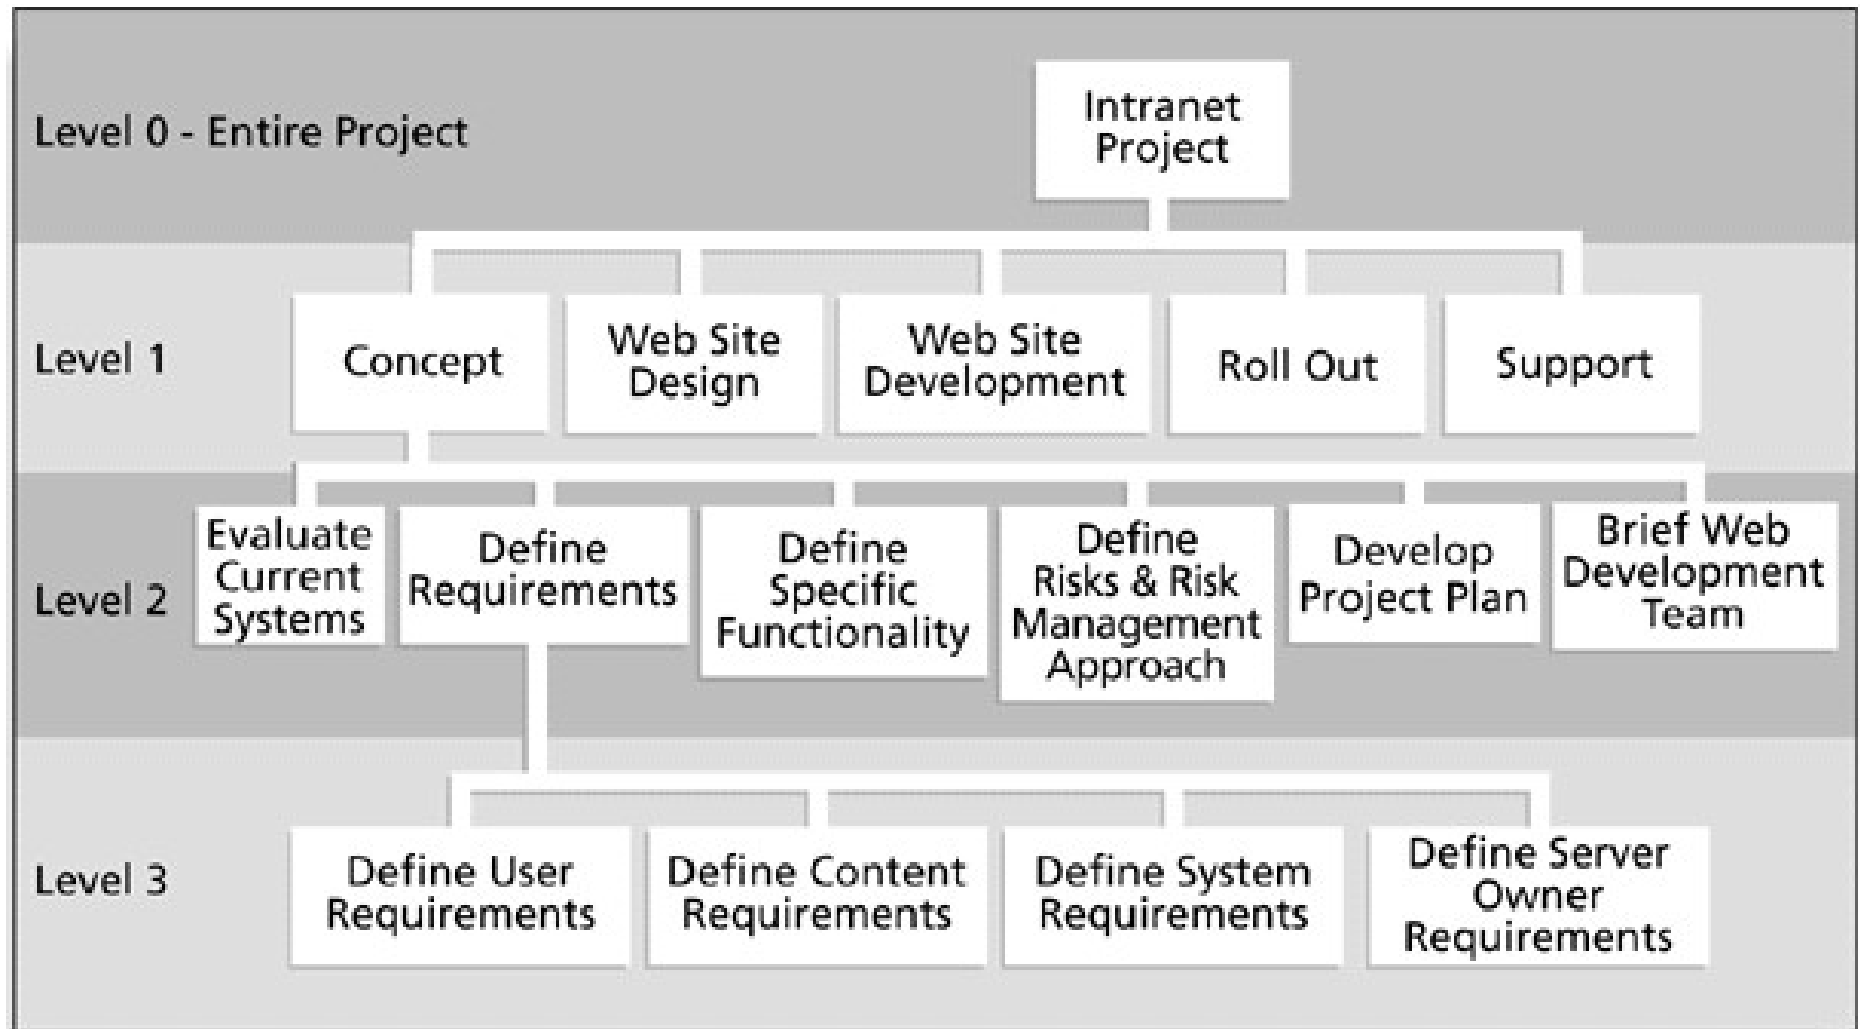 Level 0 - Entire Project
Intranet
Project
Level 1
Concept
Web Site
Design
Web Site
Development
Roll Out
Support
Level 2
Evaluate
Current
Systems
Define
Requirements
Define
Specific
Functionality
Define
Risks & Risk
Management
Approach
Develop
Project Plan
Brief Web
Development
Team
Level 3
Define User
Requirements
Define Content
Requirements
Define System
Requirements
Define Server
Owner
Requirements